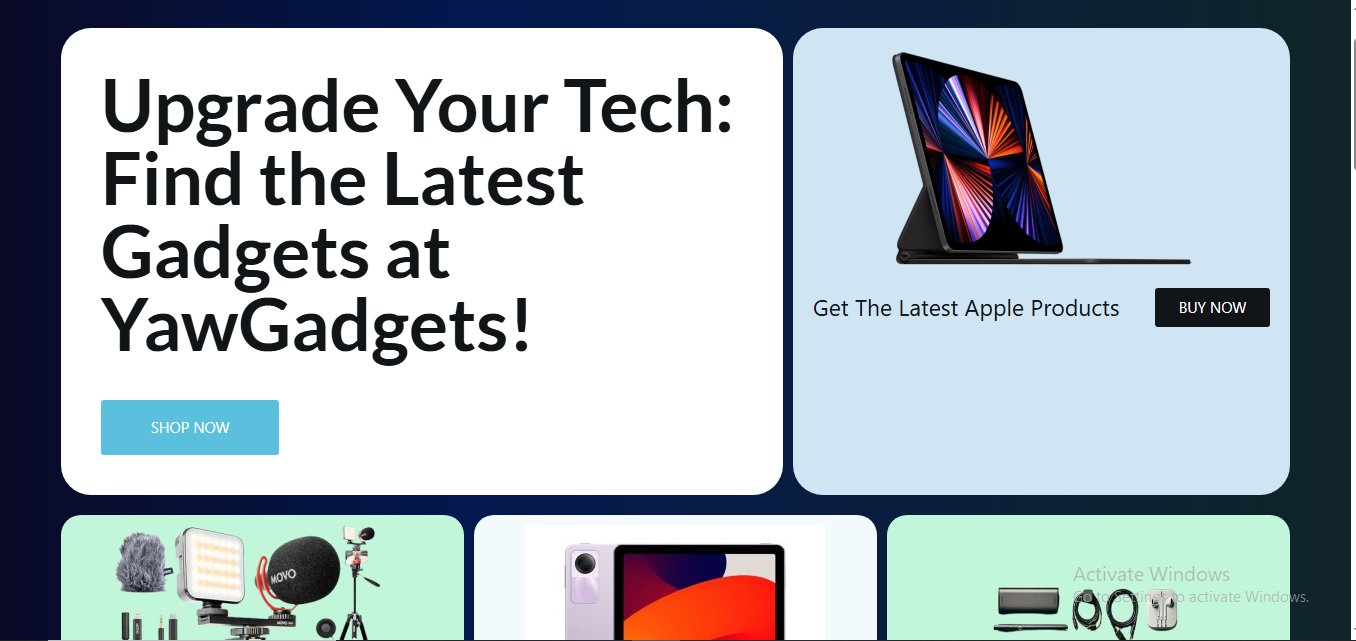 Upgrade Your Tech:
Find the Latest
Gadgets at
YawGadgets!
SHOP NOW
Get The Latest Apple Products
BUY NOW
MOVO
Activate Windows
Go to Settings to activate Windows.